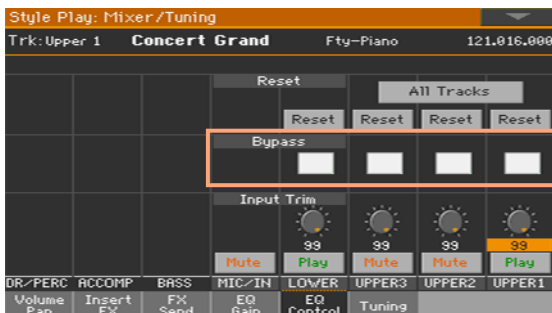 Style Play: Mixer/Tuning
Trk: Upper 1 Concert Grand Fty-Piano 121.016.000
Reset All Tracks
Reset Reset Reset Reset
Bypass
Input Trim
99 99 99 99
Mute Play Mute Mute Play
DR/PERC ACCOMP BASS MIC/IN LOWER UPPER3 UPPER2 UPPER1
Volume Insert FX EQ EQ Tuning
Pan FX Send Gain Control